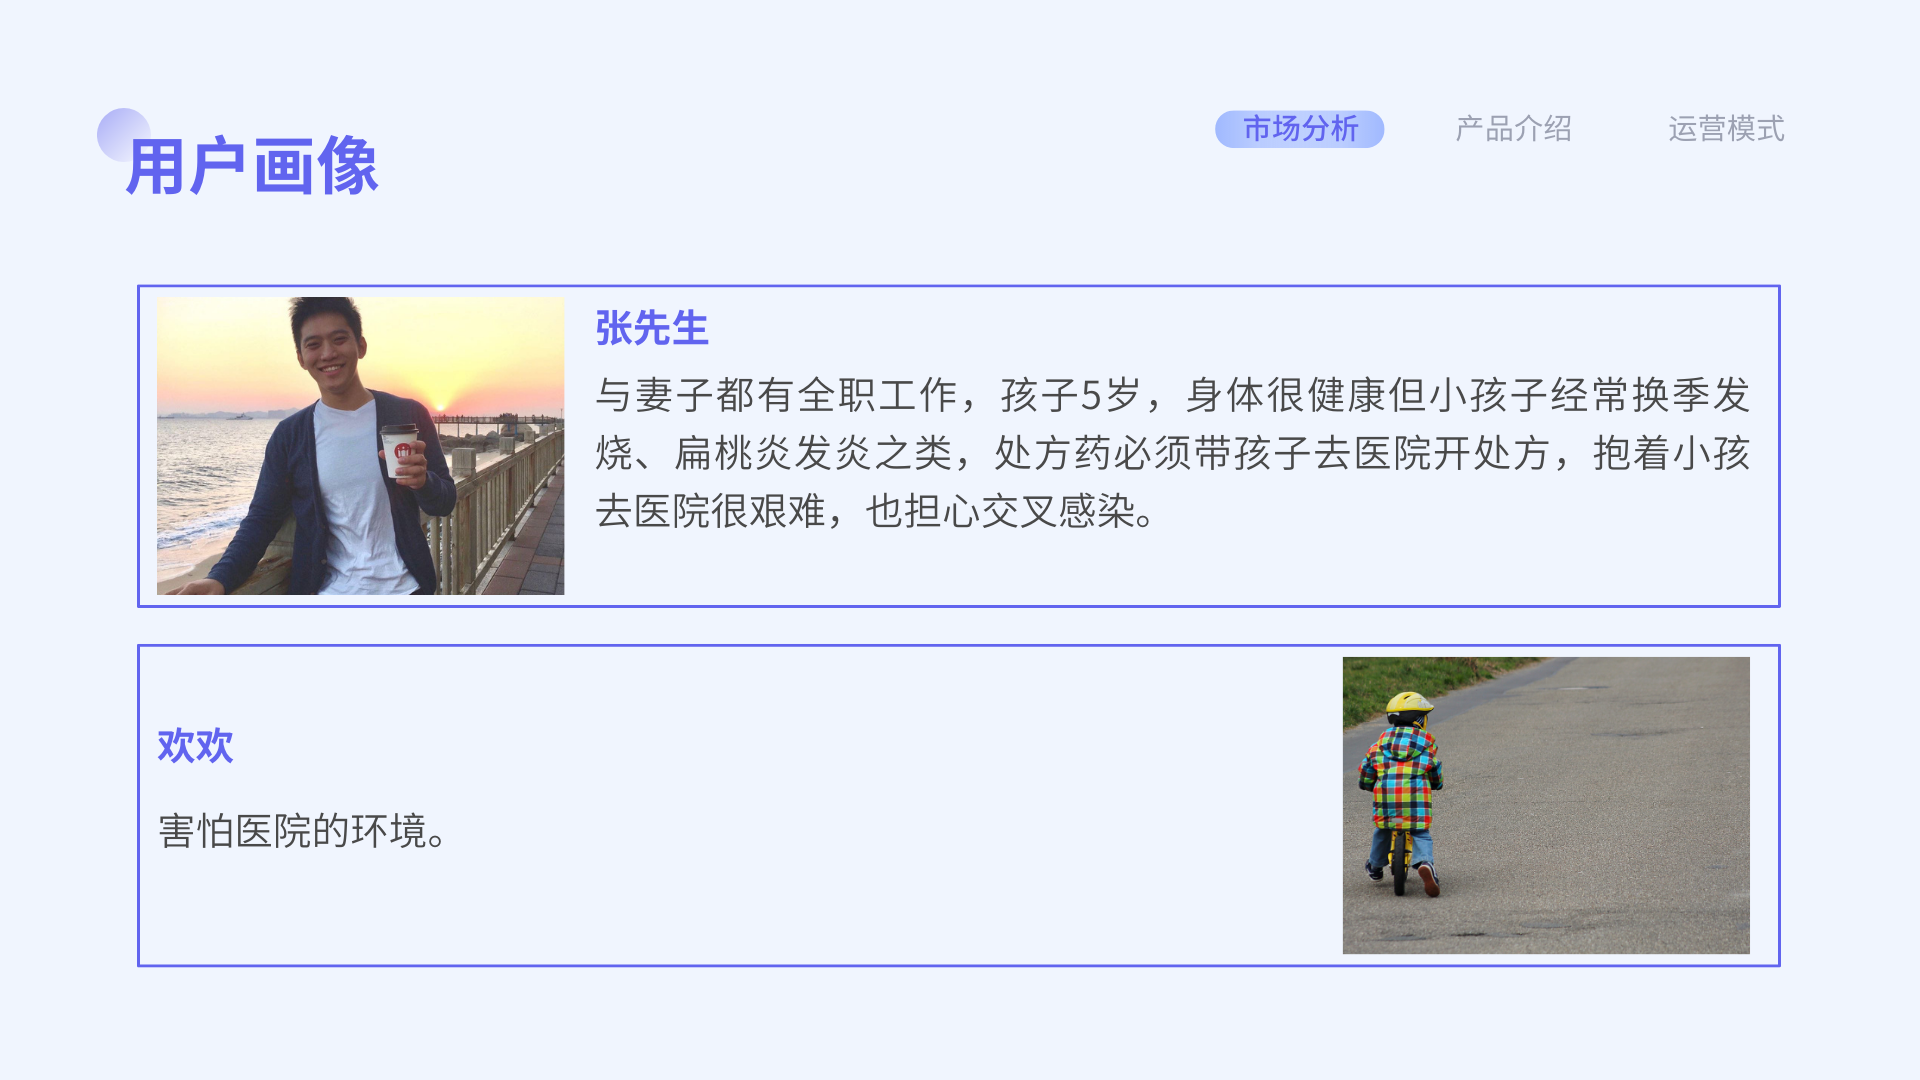 用户画像
市场分析
产品介绍
运营模式
张先生
与妻子都有全职工作，孩子5岁，身体很健康但小孩子经常换季发
烧、扁桃炎发炎之类，处方药必须带孩子去医院开处方，抱着小孩
去医院很艰难，也担心交叉感染。
欢欢
害怕医院的环境。